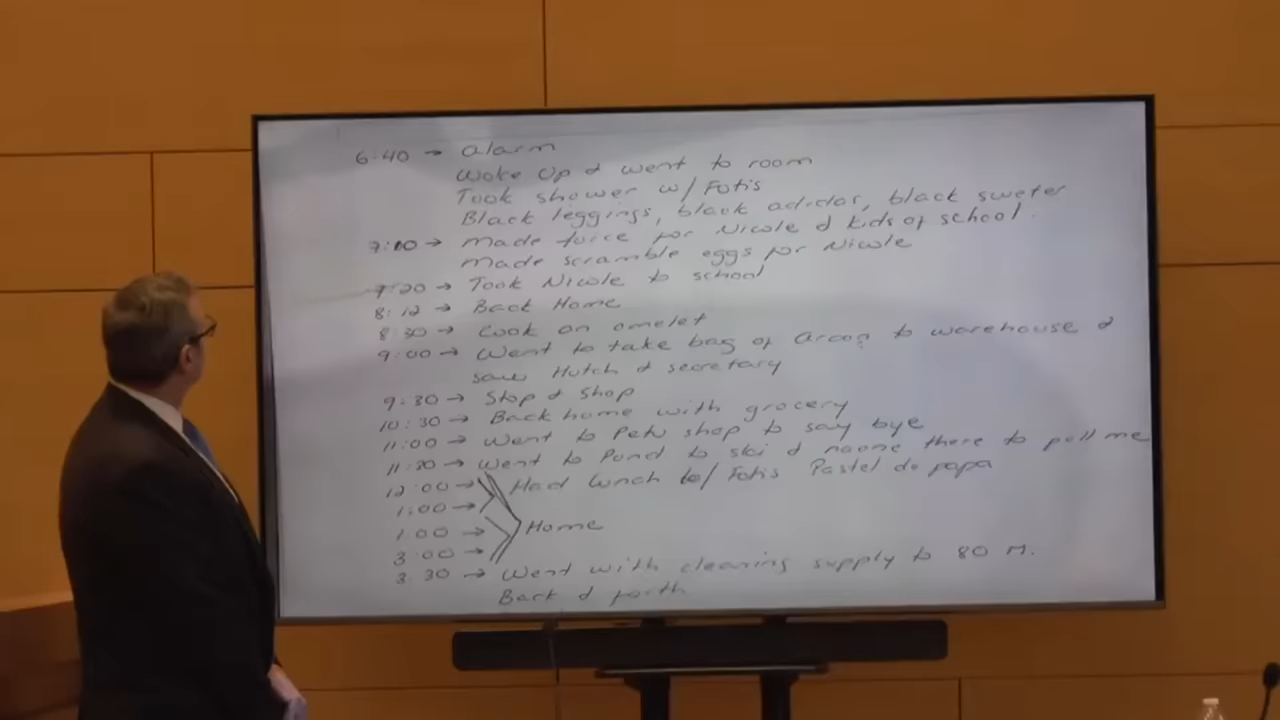 6:40 → alarm
Woke Up & went to room
Took shower w/ Fotis
Black leggings, black adidas, black sweter
7:00 → made juice for Nicole & kids of school.
made scramble eggs for Nicole
7:20 → Took Nicole to school
8:12 → Back Home
8:30 → Cook an omelet
9:00 → Went to take bag of to warehouse &
saw Hutch & secretary
9:30 → Stop & Shop
10:30 → Back home with grocery
11:00 → Went to Petu shop to say bye
11:20 → Went to Pond to ski & noone there to pull me
12:00 → Had lunch w/ Fotis Pastel de papa
1:00 →
1:00 → Home
3:00 →
3:30 → Went with cleaning supply to 80 M.
Back & forth